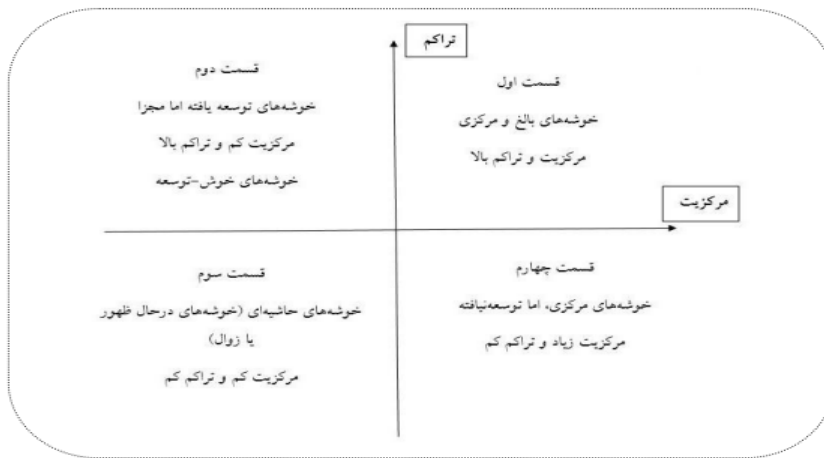 تراکم
قسمت اول
خوشه‌های بالغ و مرکزی
مرکزیت و تراکم بالا
قسمت دوم
خوشه‌های توسعه یافته اما مجزا
مرکزیت کم و تراکم بالا
خوشه‌های خوش-توسعه
مرکزیت
قسمت سوم
خوشه‌های حاشیه‌ای (خوشه‌های درحال ظهور
یا زوال)
مرکزیت کم و تراکم کم
قسمت چهارم
خوشه‌های مرکزی، اما توسعه‌نیافته
مرکزیت زیاد و تراکم کم